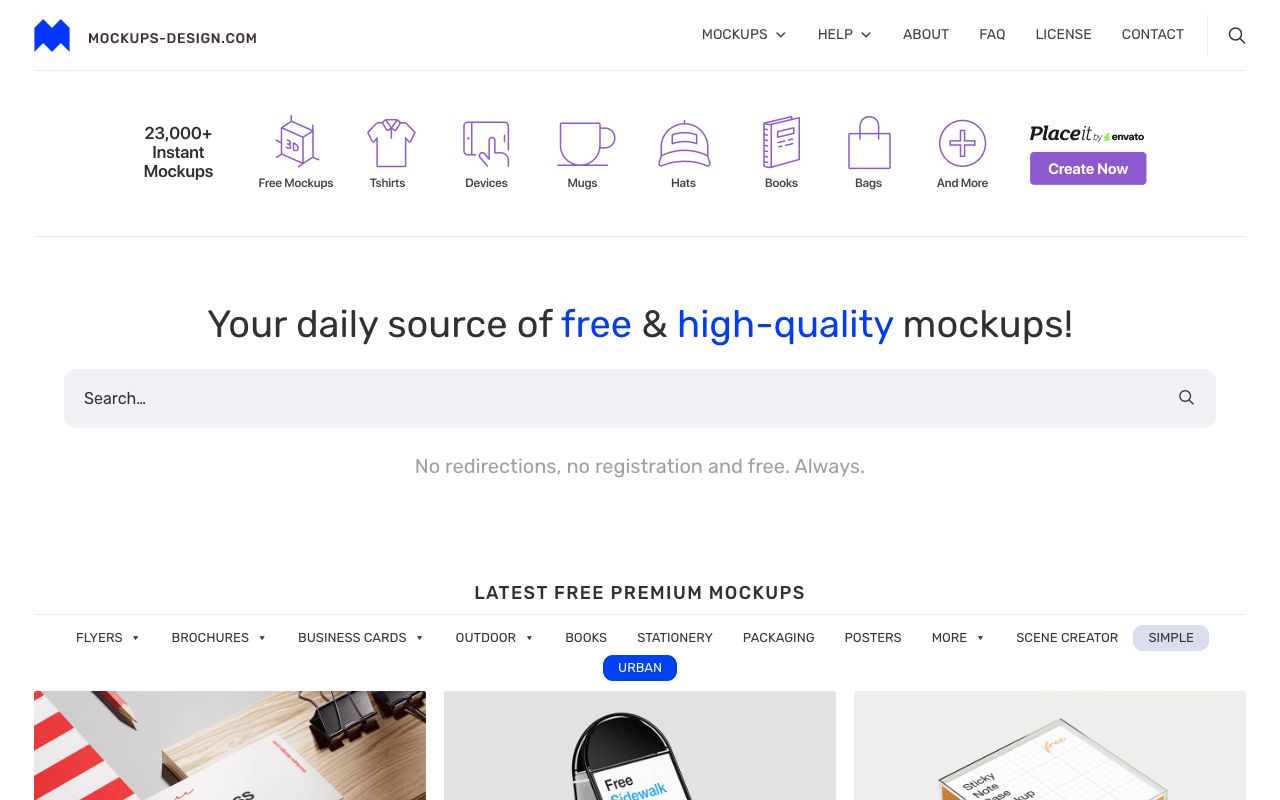 MOCKUPS-DESIGN.COM
MOCKUPS
HELP
ABOUT
FAQ
LICENSE
CONTACT
23,000+
Instant
Mockups
3D
Free Mockups
Tshirts
Devices
Mugs
Hats
Books
Bags
And More
Placeit by envato
Create Now
Your daily source of free & high-quality mockups!
Search…
No redirections, no registration and free. Always.
LATEST FREE PREMIUM MOCKUPS
FLYERS
BROCHURES
BUSINESS CARDS
OUTDOOR
BOOKS
STATIONERY
PACKAGING
POSTERS
MORE
SCENE CREATOR
SIMPLE
URBAN
Free
Sidewalk
free
Sticky
Note